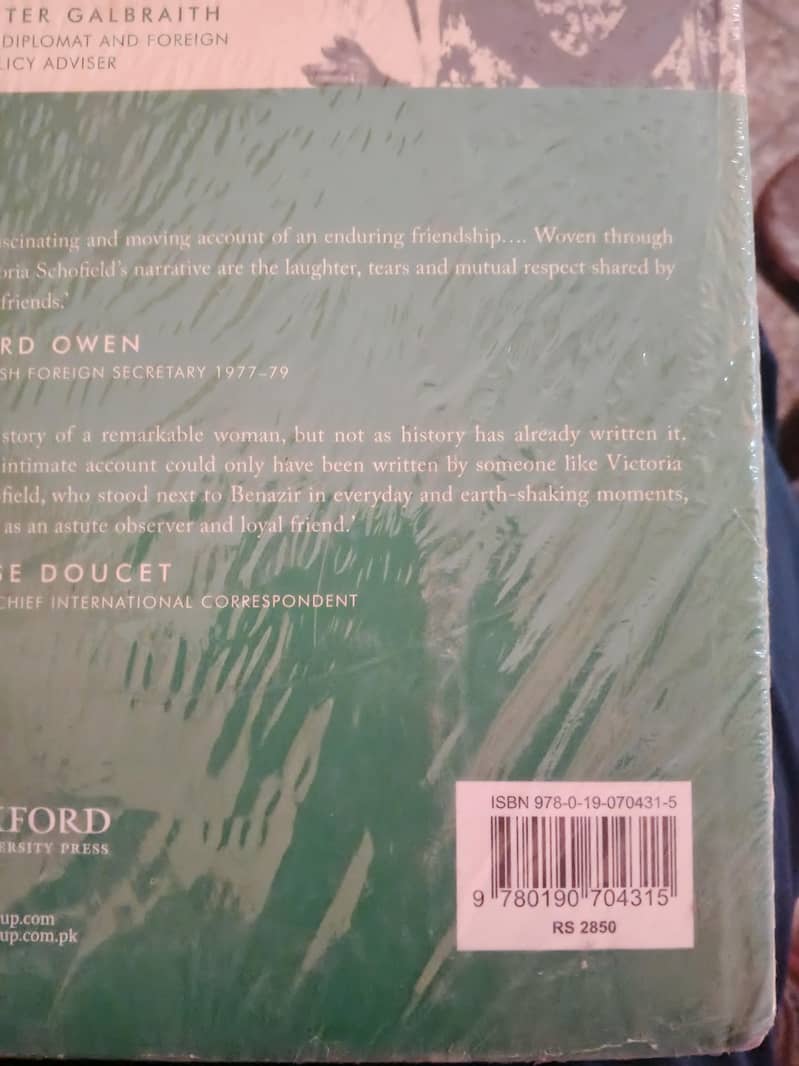 TER GALBRAITH
DIPLOMAT AND FOREIGN
LICY ADVISER
scinating and moving account of an enduring friendship.... Woven through
oria Schofield's narrative are the laughter, tears and mutual respect shared by
friends.'
RD OWEN
SH FOREIGN SECRETARY 1977–79
story of a remarkable woman, but not as history has already written it.
intimate account could only have been written by someone like Victoria
field, who stood next to Benazir in everyday and earth-shaking moments,
as an astute observer and loyal friend.'
SE DOUCET
CHIEF INTERNATIONAL CORRESPONDENT
XFORD
ERSITY PRESS
up.com
up.com.pk
ISBN 978-0-19-070431-5
9 780190 704315
RS 2850